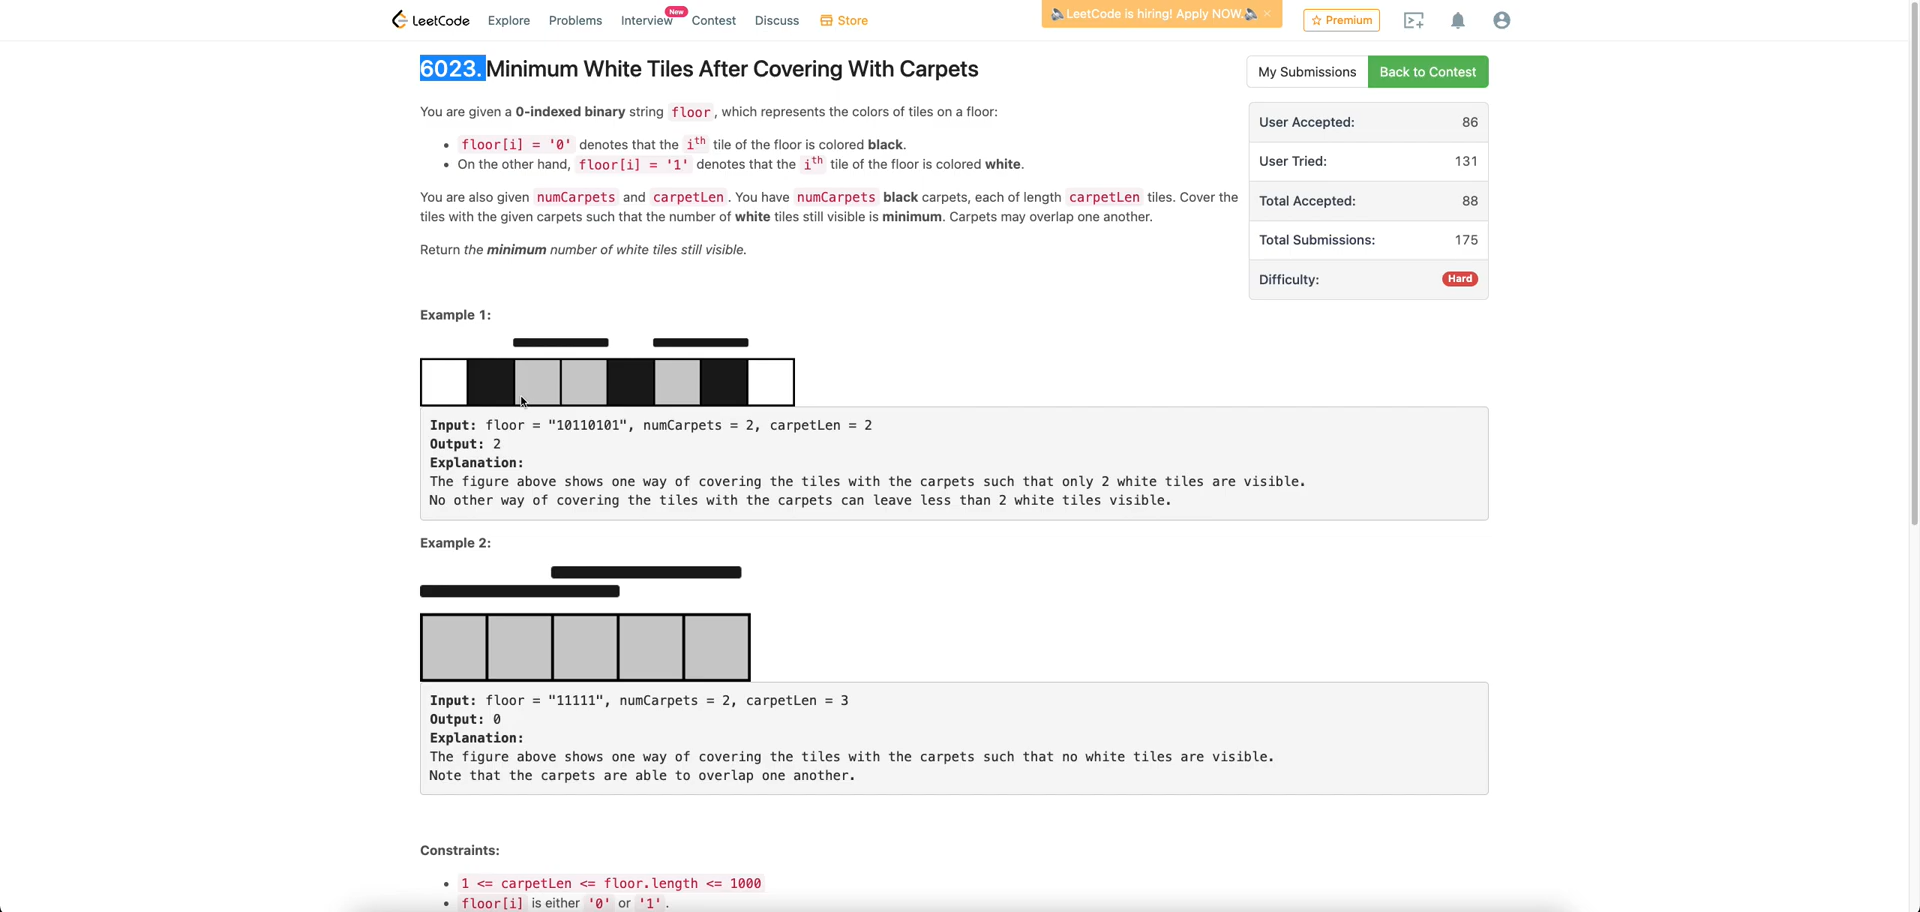 LeetCode Explore Problems Interview New Contest Discuss Store LeetCode is hiring! Apply NOW. × Premium
6023. Minimum White Tiles After Covering With Carpets
My Submissions Back to Contest
You are given a 0-indexed binary string floor, which represents the colors of tiles on a floor:
floor[i] = '0' denotes that the ith tile of the floor is colored black.
On the other hand, floor[i] = '1' denotes that the ith tile of the floor is colored white.
You are also given numCarpets and carpetLen. You have numCarpets black carpets, each of length carpetLen tiles. Cover the
tiles with the given carpets such that the number of white tiles still visible is minimum. Carpets may overlap one another.
Return the minimum number of white tiles still visible.
User Accepted: 86
User Tried: 131
Total Accepted: 88
Total Submissions: 175
Difficulty: Hard
Example 1:
Input: floor = "10110101", numCarpets = 2, carpetLen = 2
Output: 2
Explanation:
The figure above shows one way of covering the tiles with the carpets such that only 2 white tiles are visible.
No other way of covering the tiles with the carpets can leave less than 2 white tiles visible.
Example 2:
Input: floor = "11111", numCarpets = 2, carpetLen = 3
Output: 0
Explanation:
The figure above shows one way of covering the tiles with the carpets such that no white tiles are visible.
Note that the carpets are able to overlap one another.
Constraints:
1 <= carpetLen <= floor.length <= 1000
floor[i] is either '0' or '1'.